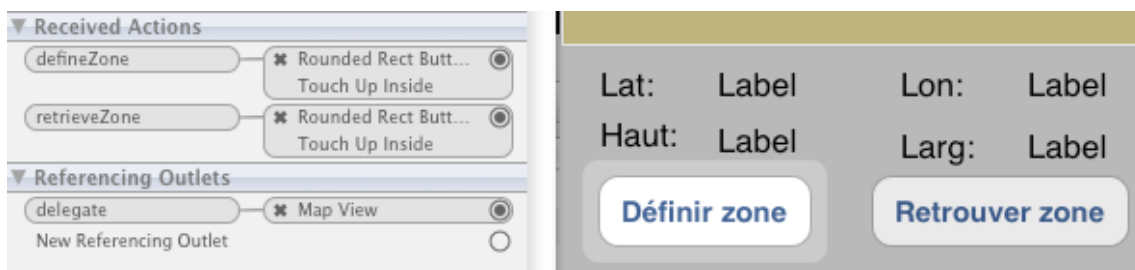 Received Actions
defineZone
Rounded Rect Butt...
Touch Up Inside
retrieveZone
Rounded Rect Butt...
Touch Up Inside
Referencing Outlets
delegate
Map View
New Referencing Outlet
Lat: Label Lon: Label
Haut: Label Larg: Label
Définir zone Retrouver zone